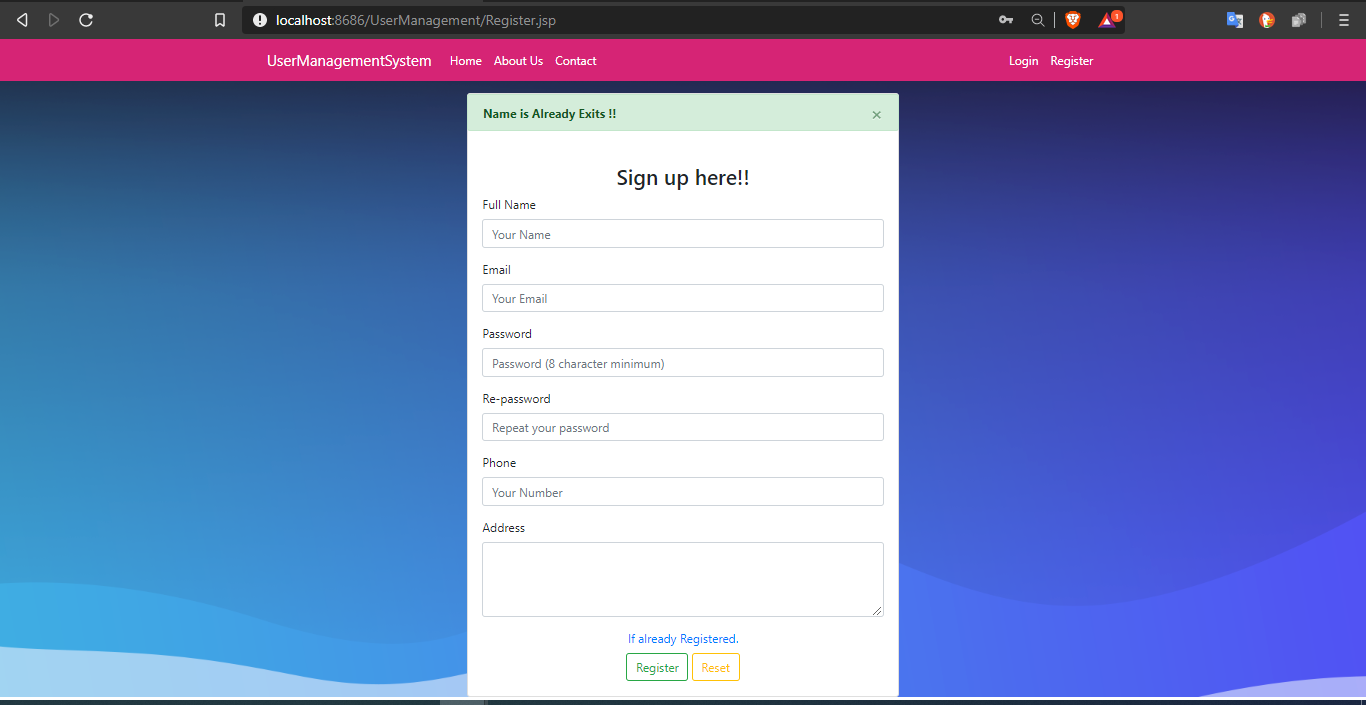 localhost:8686/UserManagement/Register.jsp
1
UserManagementSystem Home About Us Contact Login Register
Name is Already Exits !! ×
Sign up here!!
Full Name
Your Name
Email
Your Email
Password
Password (8 character minimum)
Re-password
Repeat your password
Phone
Your Number
Address
If already Registered.
Register Reset